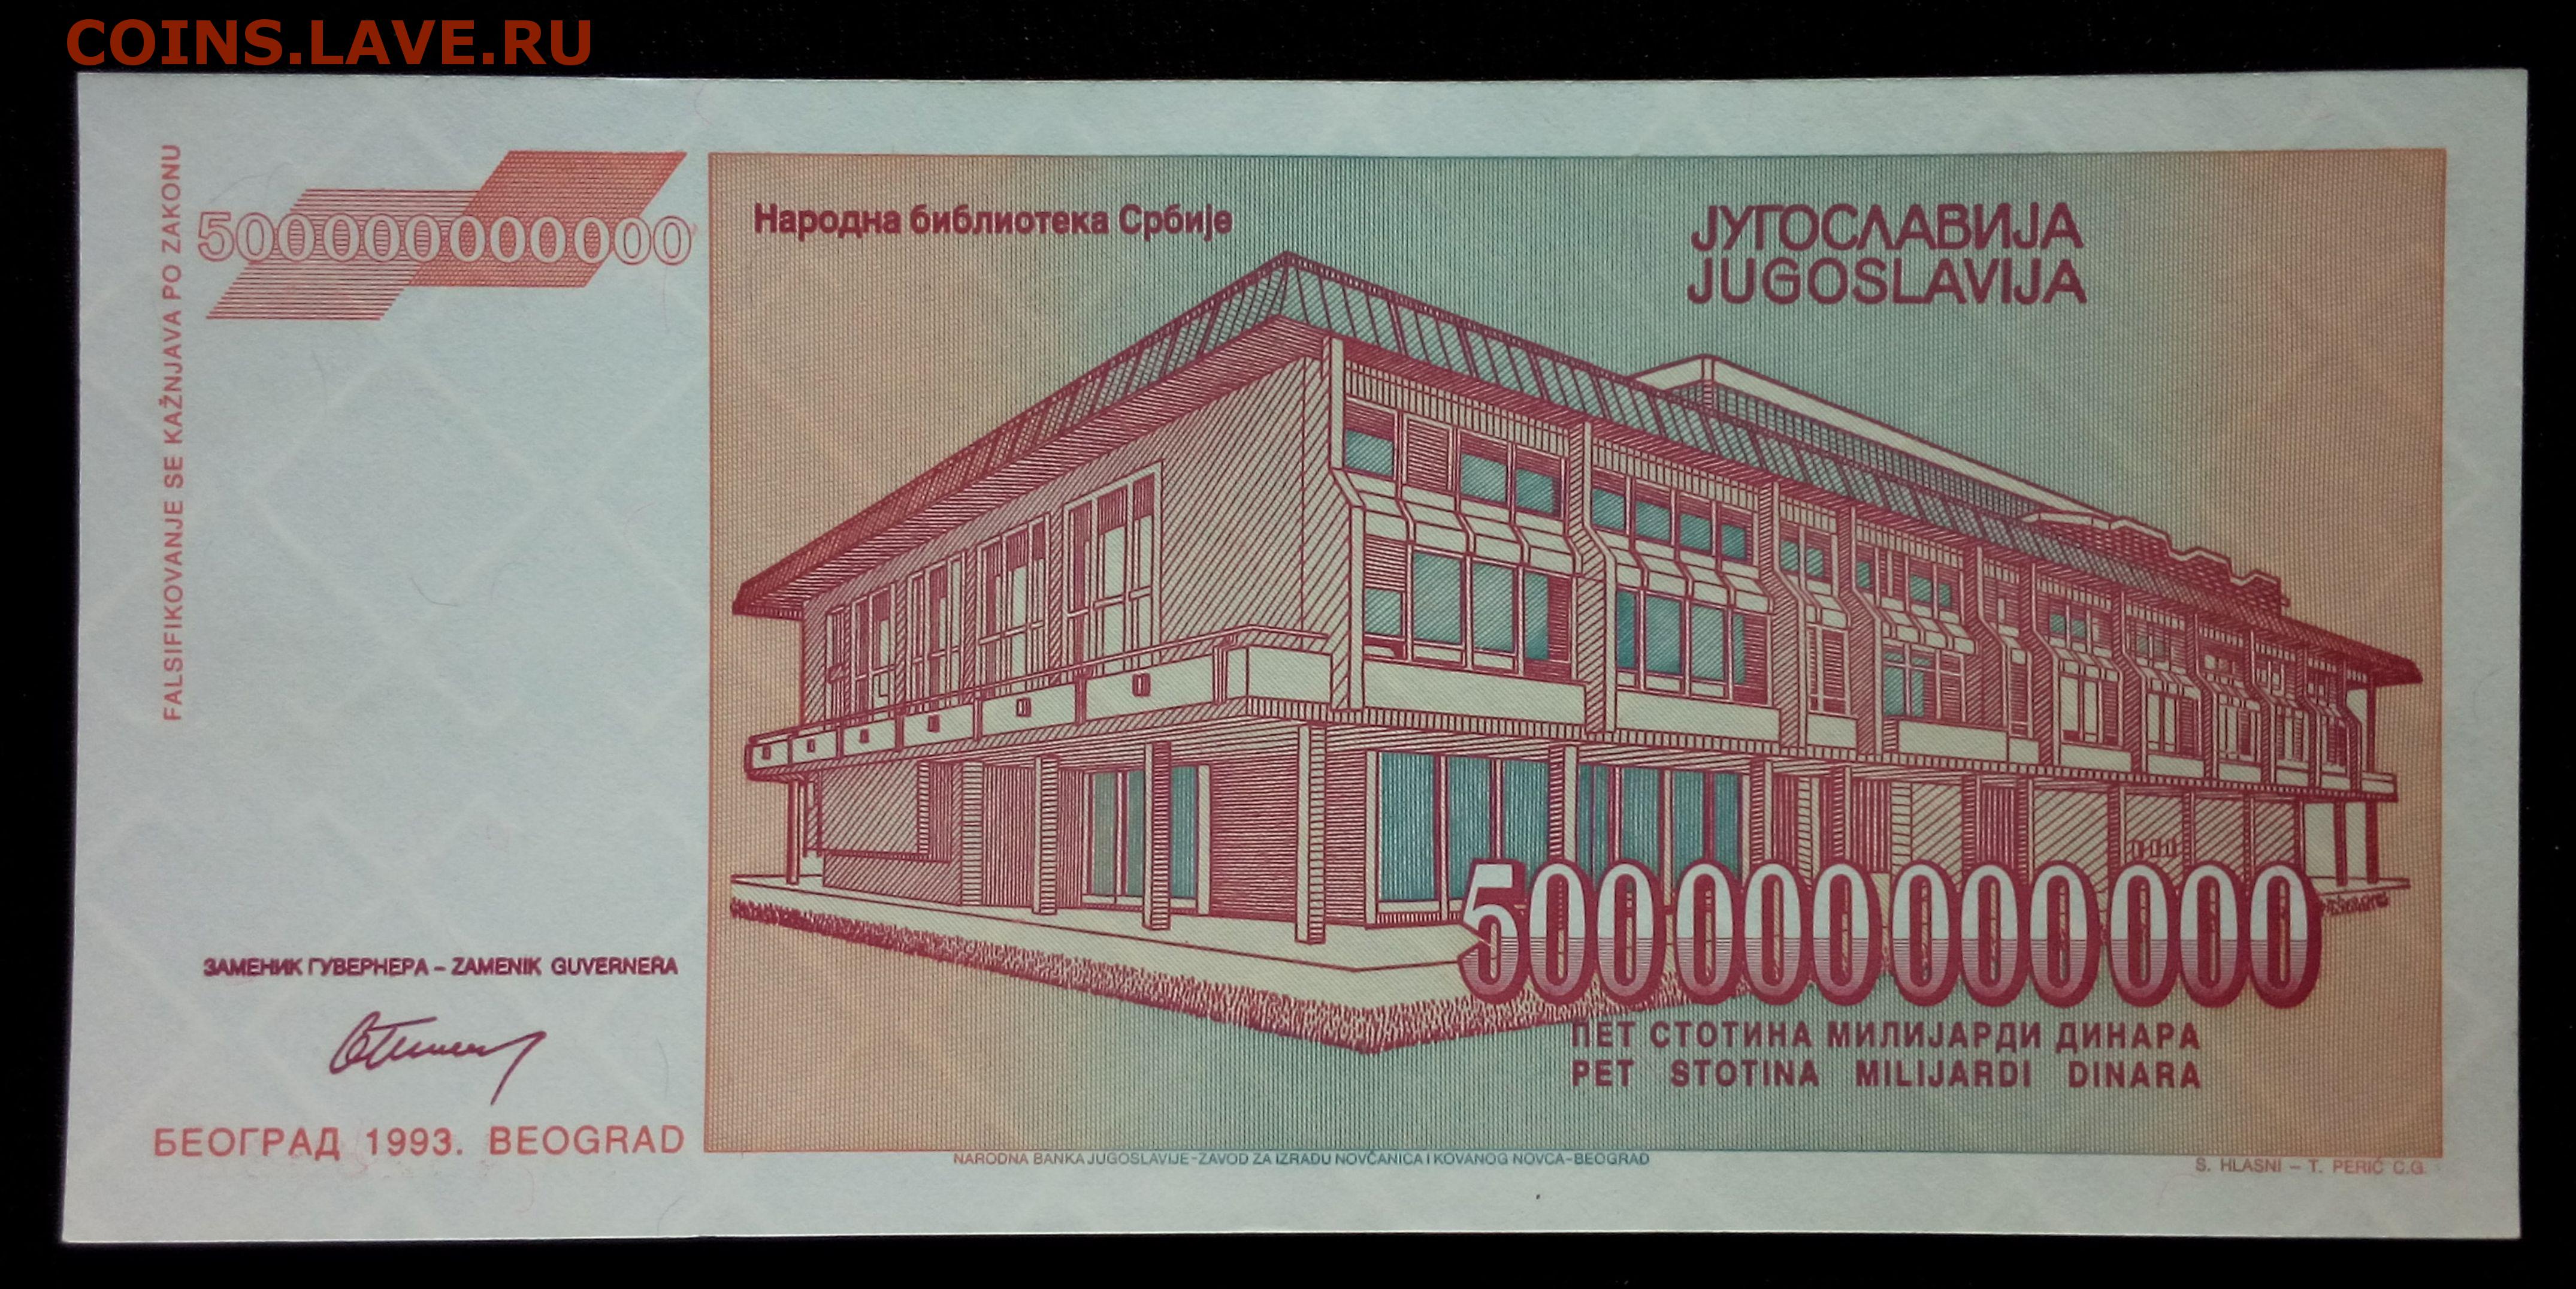 COINS.LAVE.RU
FALSIFIKOVANJE SE KAŽNJAVA PO ZAKONU
500000000000
Народна библиотека Србије
ЈУГОСЛАВИЈА
JUGOSLAVIJA
500 000 000 000
ПЕТ СТОТИНА МИЛИЈАРДИ ДИНАРА
PET STOTINA MILIJARDI DINARA
ЗАМЕНИК ГУВЕРНЕРА – ZAMENIK GUVERNERA
БЕОГРАД 1993. BEOGRAD
NARODNA BANKA JUGOSLAVIJE-ZAVOD ZA IZRADU NOVČANICA I KOVANOG NOVCA-BEOGRAD
S. HLASNI – T. PERIĆ C.G.